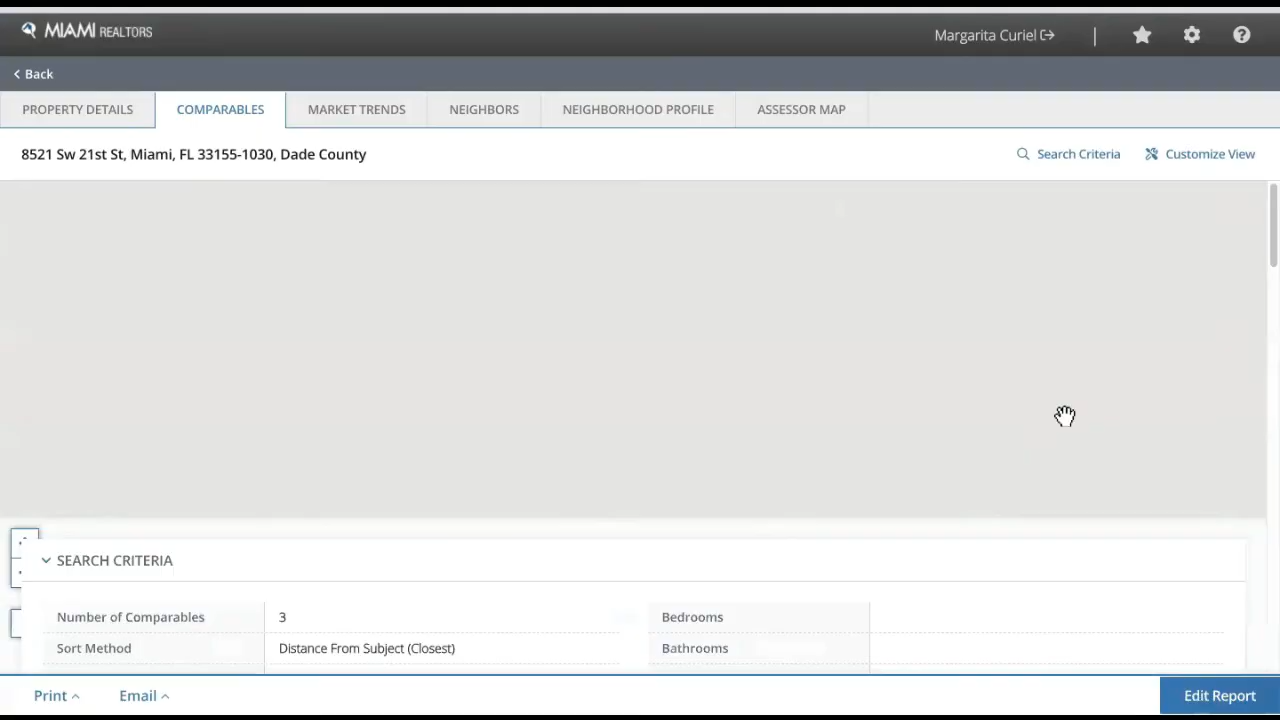 MIAMI REALTORS
Margarita Curiel
Back
PROPERTY DETAILS
COMPARABLES
MARKET TRENDS
NEIGHBORS
NEIGHBORHOOD PROFILE
ASSESSOR MAP
8521 Sw 21st St, Miami, FL 33155-1030, Dade County
Search Criteria
Customize View
SEARCH CRITERIA
Number of Comparables 3
Bedrooms
Sort Method Distance From Subject (Closest)
Bathrooms
Print
Email
Edit Report